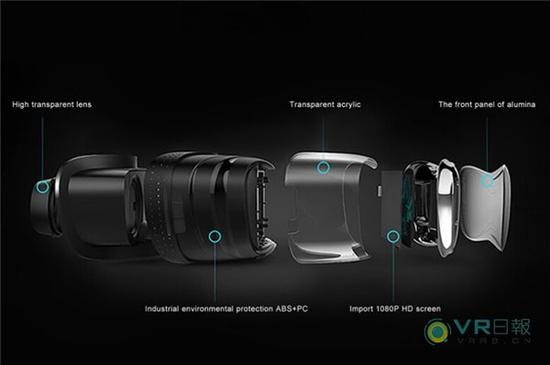 High transparent lens
Transparent acrylic
The front panel of alumina
Industrial environmental protection ABS+PC
Import 1080P HD screen
VR日報
VRRB.CN